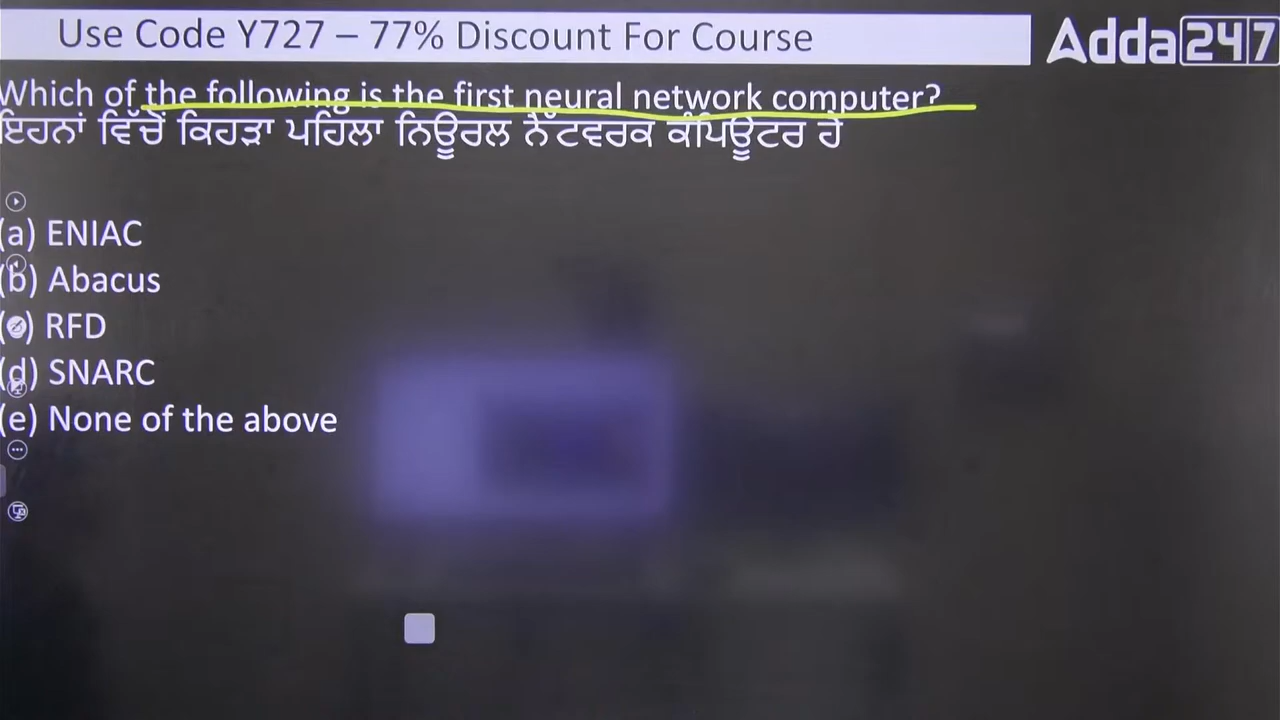 Use Code Y727 – 77% Discount For Course
Adda247
Which of the following is the first neural network computer?
ਇਹਨਾਂ ਵਿੱਚੋਂ ਕਿਹੜਾ ਪਹਿਲਾ ਨਿਊਰਲ ਨੈੱਟਵਰਕ ਕੰਪਿਊਟਰ ਹੈ
(a) ENIAC
(b) Abacus
(c) RFD
(d) SNARC
(e) None of the above